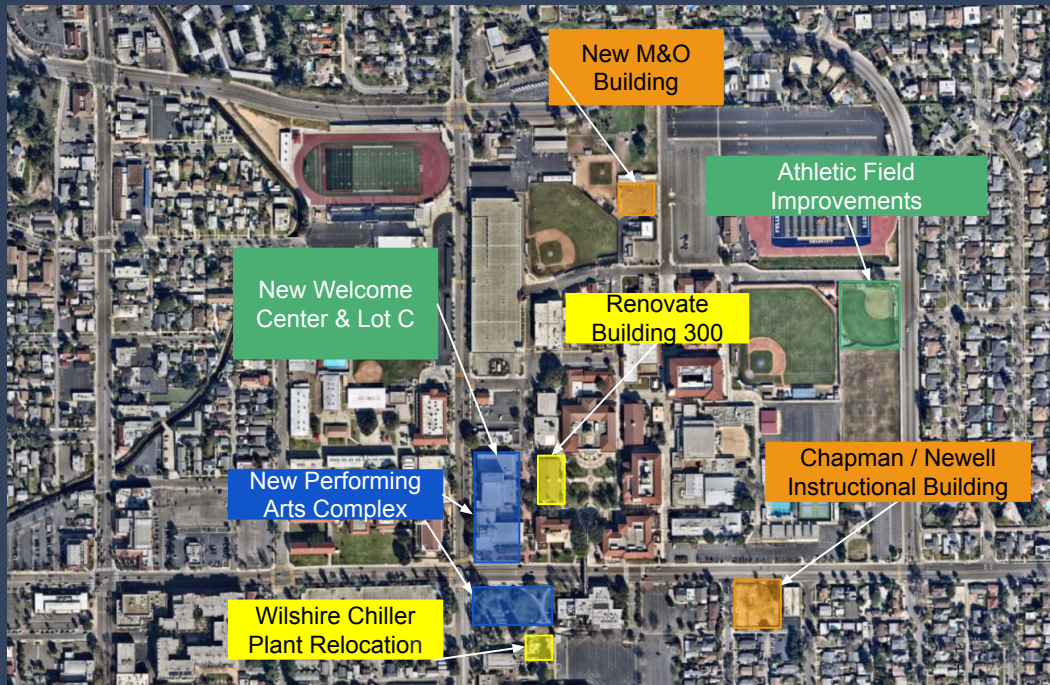 New M&O
Building
Athletic Field
Improvements
New Welcome
Center & Lot C
Renovate
Building 300
Chapman / Newell
Instructional Building
New Performing
Arts Complex
Wilshire Chiller
Plant Relocation